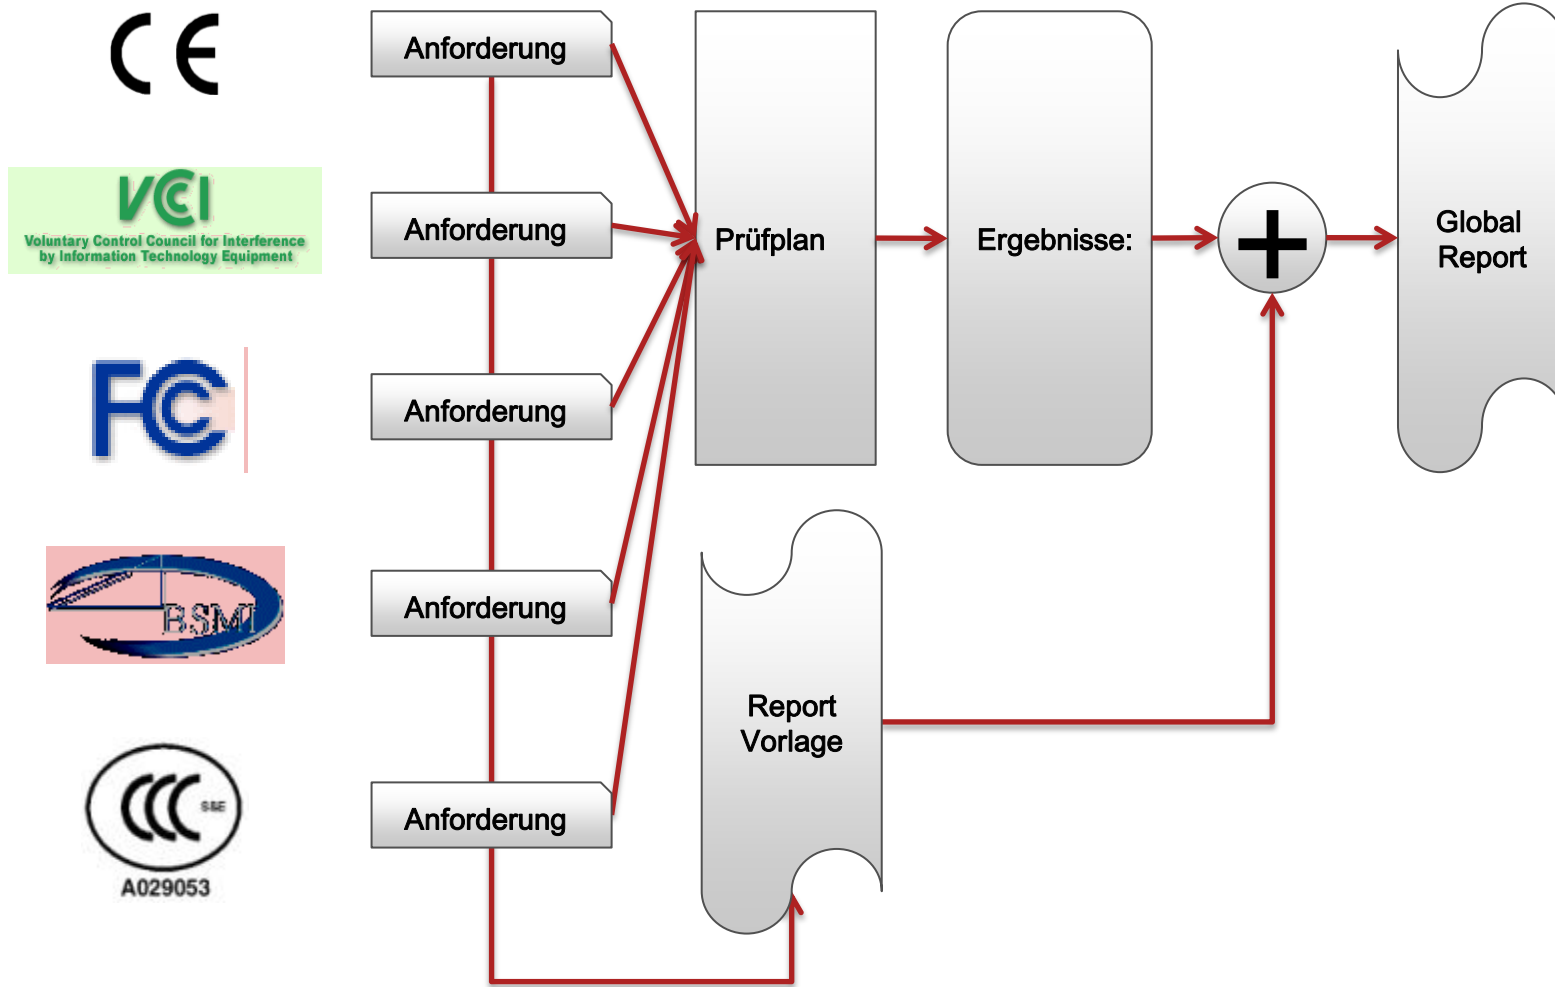 CE
Anforderung
VCCI
Voluntary Control Council for Interference
by Information Technology Equipment
Anforderung
Prüfplan
Ergebnisse:
+
Global
Report
FCC
Anforderung
BSMI
Anforderung
Report
Vorlage
CCC S&E
A029053
Anforderung